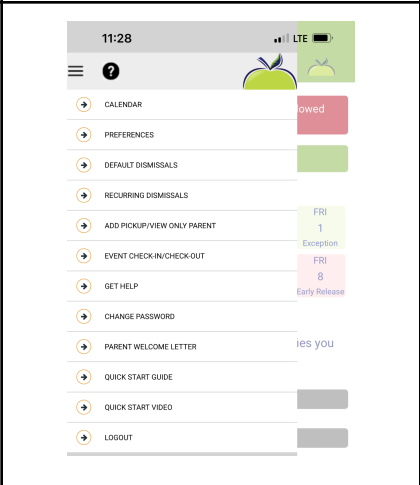 11:28 LTE
?
CALENDAR
lowed
PREFERENCES
DEFAULT DISMISSALS
RECURRING DISMISSALS
FRI
ADD PICKUP/VIEW ONLY PARENT
1
Exception
EVENT CHECK-IN/CHECK-OUT
FRI
8
GET HELP
Early Release
CHANGE PASSWORD
PARENT WELCOME LETTER
ies you
QUICK START GUIDE
QUICK START VIDEO
LOGOUT